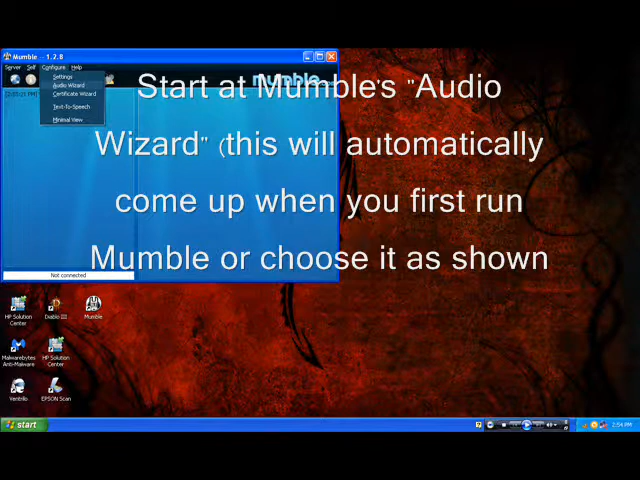 Mumble -- 1.2.8
Server Self Configure Help
Settings
Audio Wizard
Certificate Wizard
Text-To-Speech
Minimal View
mumble
Start at Mumble's "Audio
Wizard" (this will automatically
come up when you first run
Mumble or choose it as shown
Not connected
HP Solution Center
Diablo III
Mumble
Malwarebytes Anti-Malware
HP Solution Center
Ventrilo
EPSON Scan
start
2:54 PM